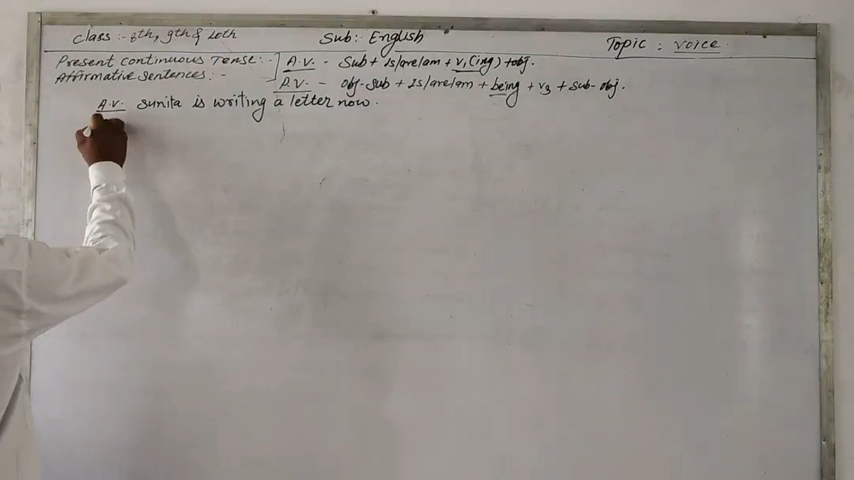 Class :- 8th, 9th & 10th Sub:- English Topic : voice.
Present Continuous Tense :- A.V. - Sub + is/are/am + v1(ing) + obj.
Affirmative Sentences :- P.V. - obj-sub + is/are/am + being + v3 + sub-obj.
A.V. Sunita is writing a letter now.